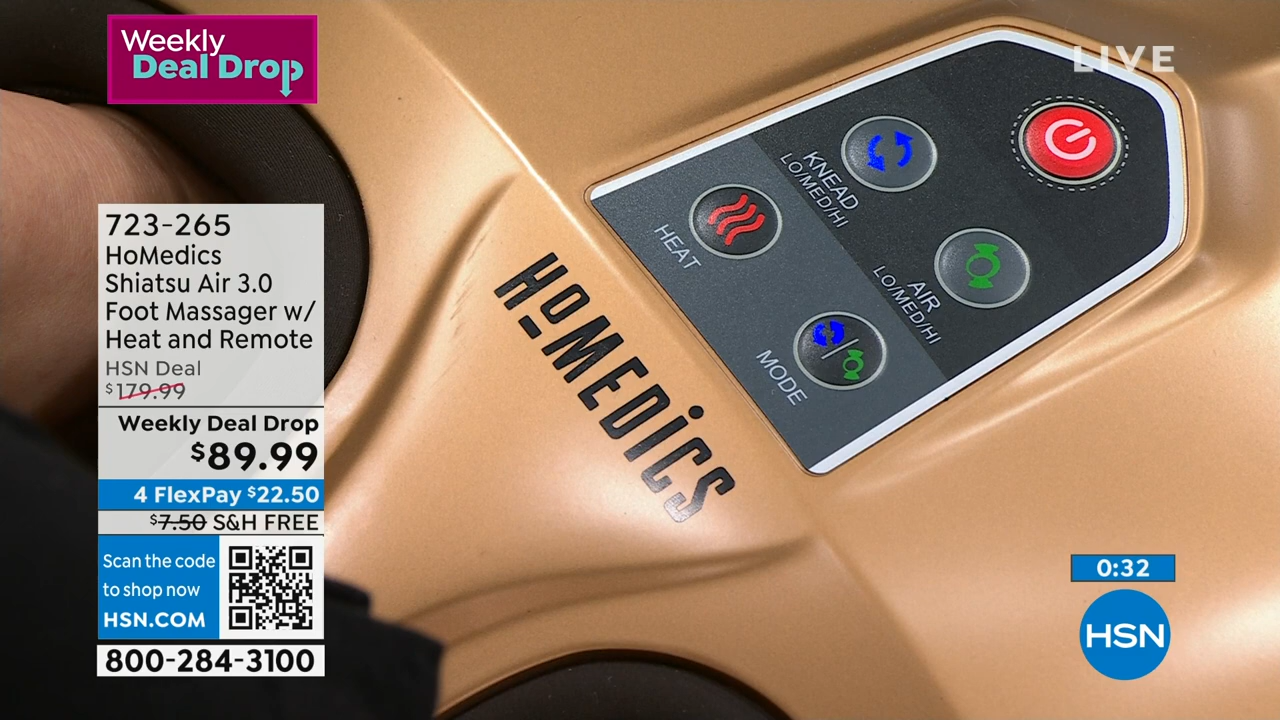 Weekly
Deal Drop
LIVE
723-265
HoMedics
Shiatsu Air 3.0
Foot Massager w/
Heat and Remote
HSN Deal
$179.99
Weekly Deal Drop
$89.99
4 FlexPay $22.50
$7.50 S&H FREE
Scan the code
to shop now
HSN.COM
800-284-3100
KNEAD
LO/MED/HI
HEAT
AIR
LO/MED/HI
MODE
HOMEDICS
0:32
HSN